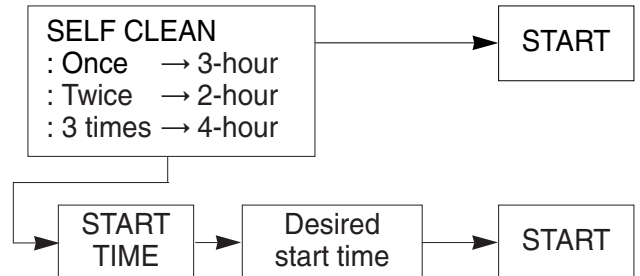 SELF CLEAN
: Once → 3-hour
: Twice → 2-hour
: 3 times → 4-hour
START
START
TIME
Desired
start time
START